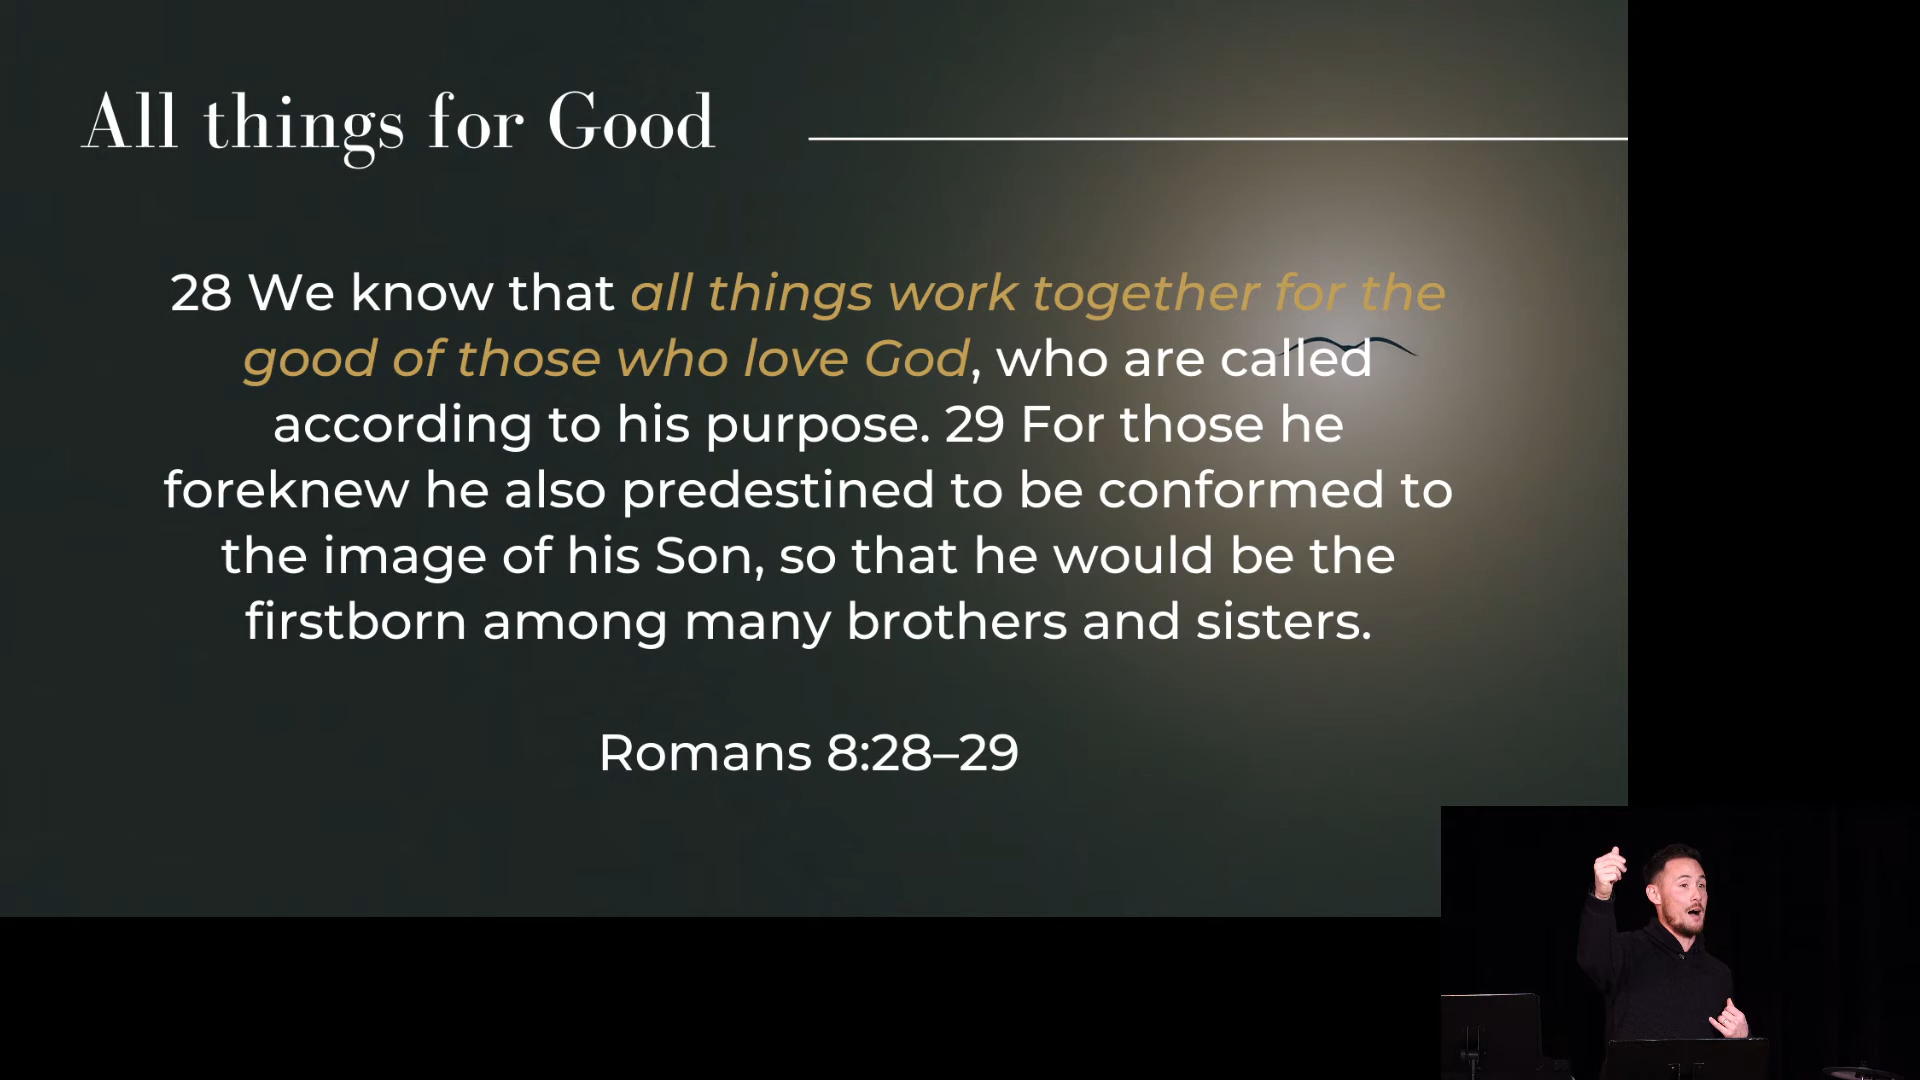 All things for Good
28 We know that all things work together for the
good of those who love God, who are called
according to his purpose. 29 For those he
foreknew he also predestined to be conformed to
the image of his Son, so that he would be the
firstborn among many brothers and sisters.
Romans 8:28–29